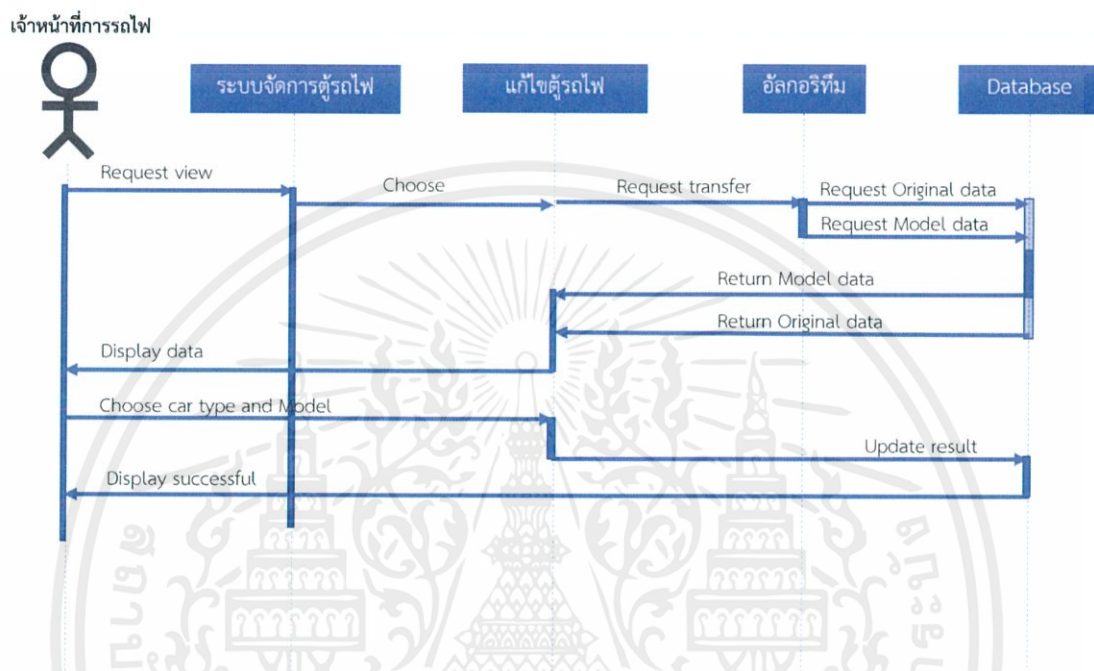 เจ้าหน้าที่การรถไฟ
ระบบจัดการตู้รถไฟ
แก้ไขตู้รถไฟ
อัลกอริทึม
Database
Request view
Choose
Request transfer
Request Original data
Request Model data
Return Model data
Return Original data
Display data
Choose car type and Model
Update result
Display successful